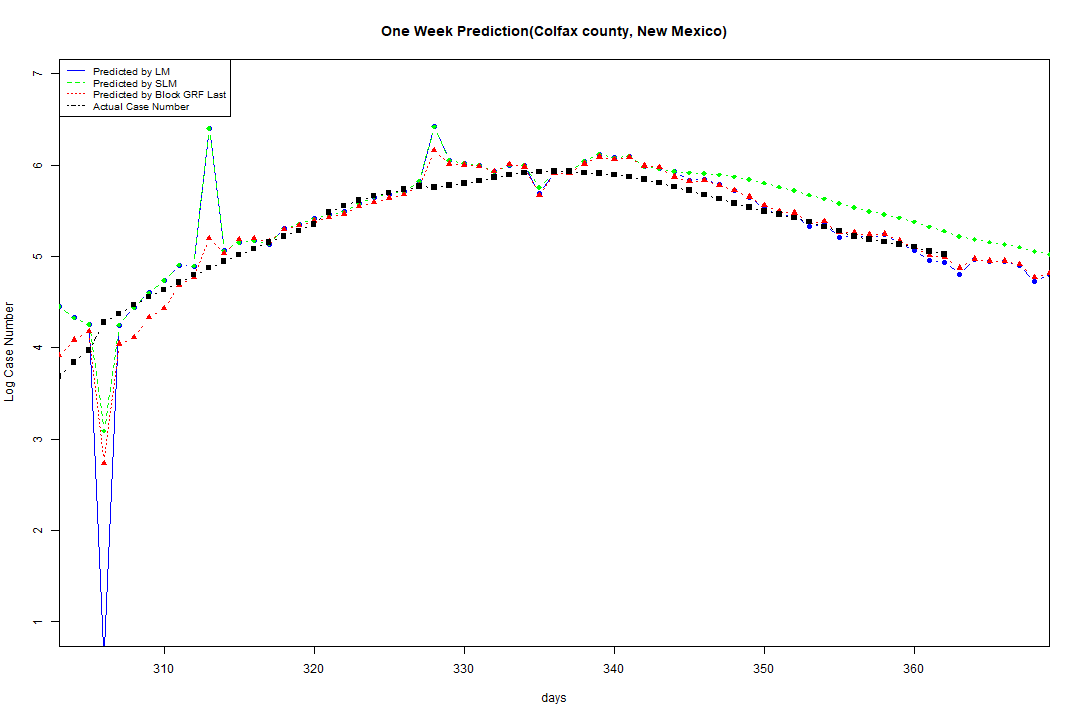 One Week Prediction(Colfax county, New Mexico)
Predicted by LM
Predicted by SLM
Predicted by Block GRF Last
Actual Case Number
7
6
5
4
3
2
1
Log Case Number
310 320 330 340 350 360
days